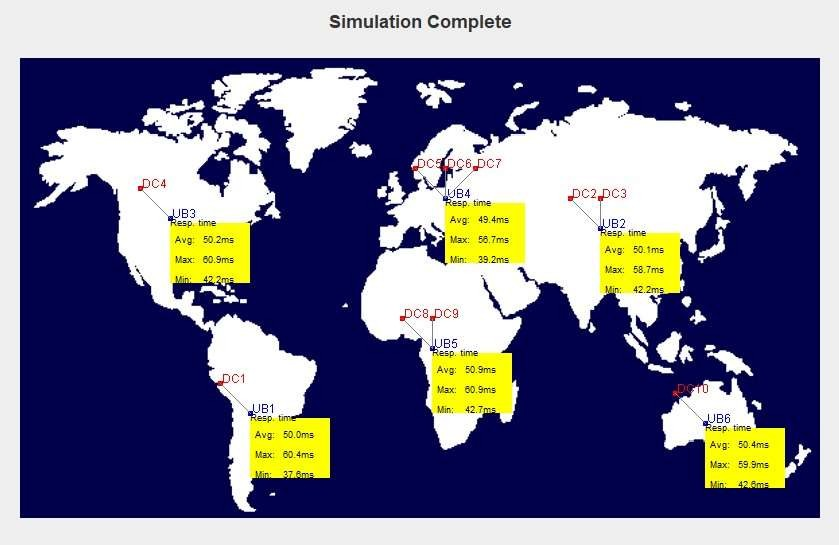 Simulation Complete
DC5 DC6 DC7
DC4
UB4
Resp. time
Avg: 49.4ms
Max: 56.7ms
Min: 39.2ms
DC2 DC3
UB3
Resp. time
Avg: 50.2ms
Max: 60.9ms
Min: 42.2ms
UB2
Resp. time
Avg: 50.1ms
Max: 58.7ms
Min: 42.2ms
DC8 DC9
UB5
Resp. time
Avg: 50.9ms
Max: 60.9ms
Min: 42.7ms
DC1
UB1
Resp. time
Avg: 50.0ms
Max: 60.4ms
Min: 37.6ms
DC10
UB6
Resp. time
Avg: 50.4ms
Max: 59.9ms
Min: 42.6ms